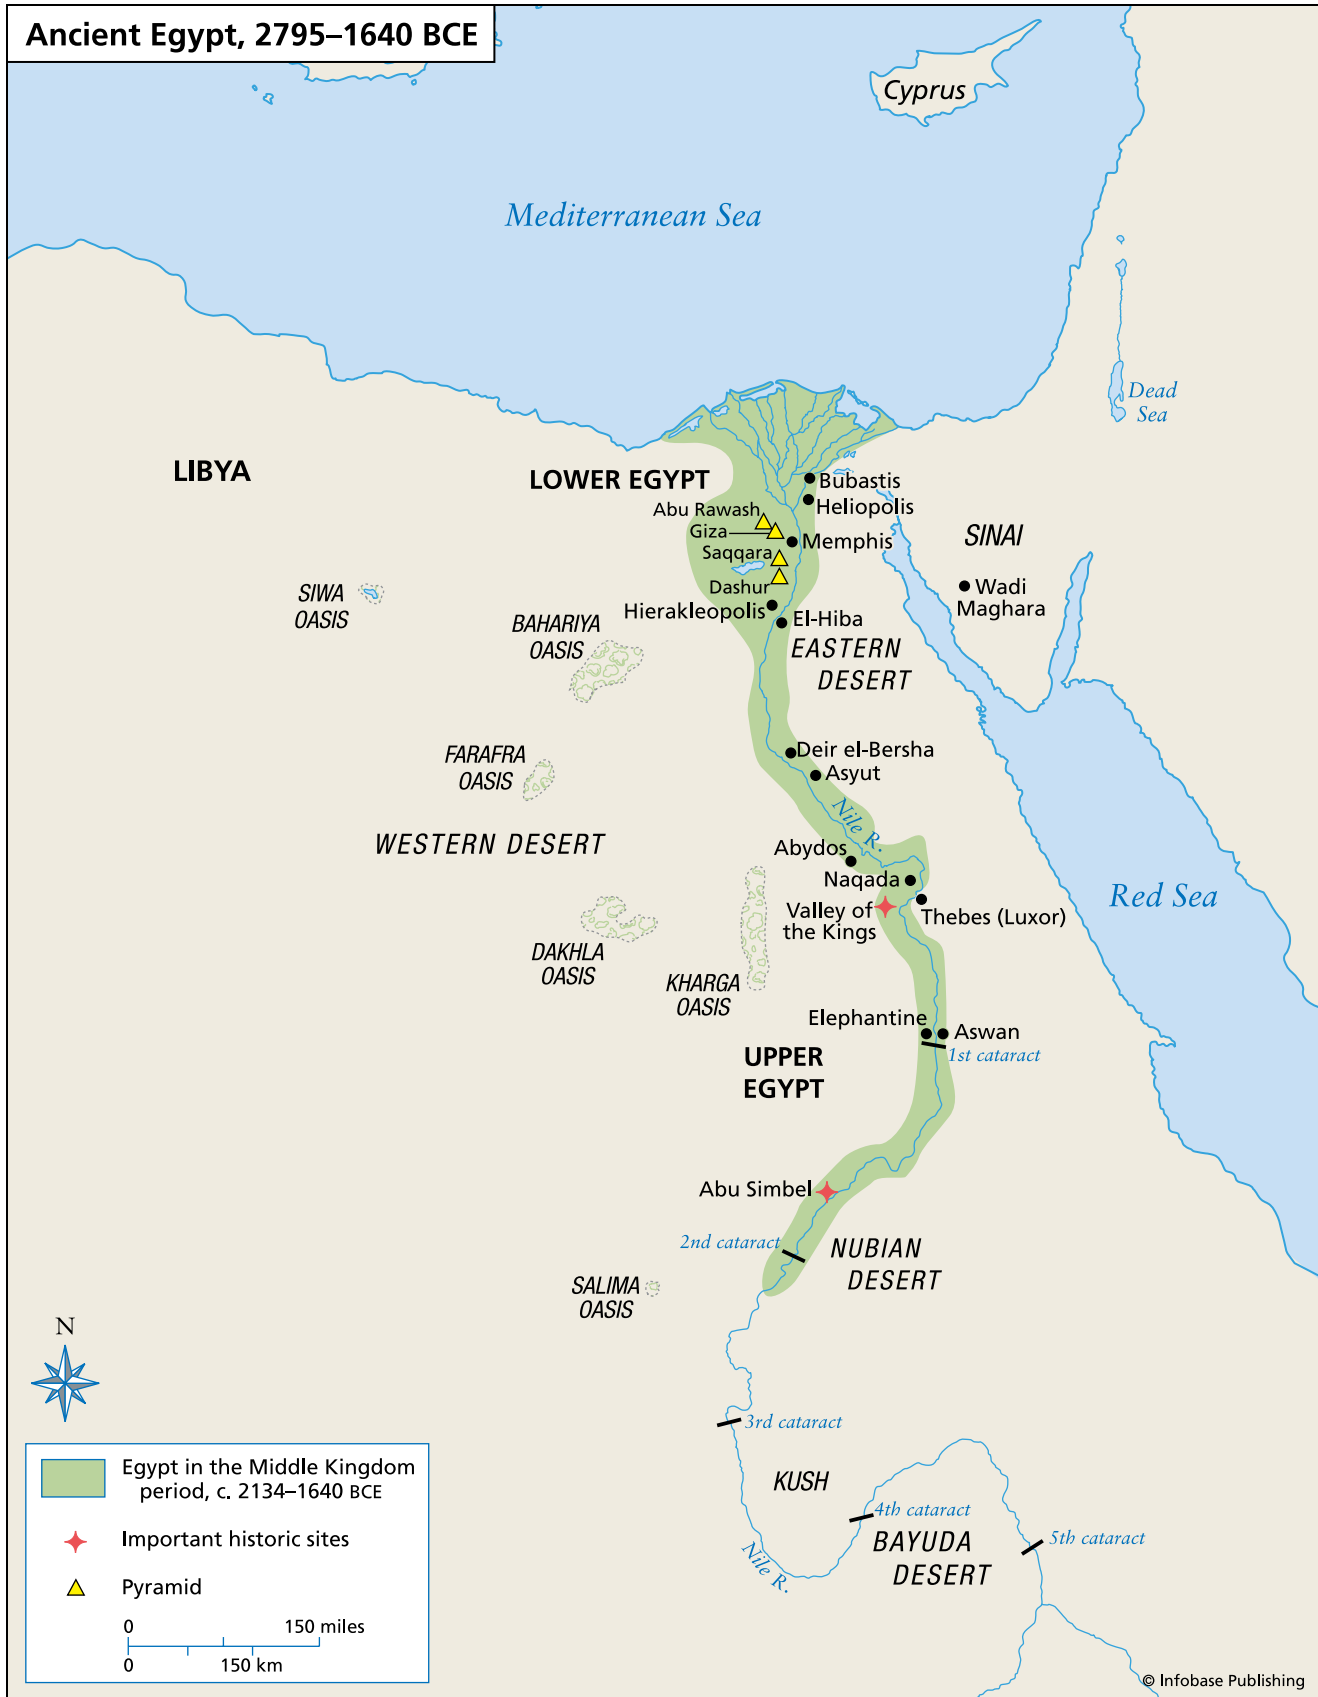 Ancient Egypt, 2795–1640 BCE
Cyprus
Mediterranean Sea
Dead
Sea
LIBYA
LOWER EGYPT
Bubastis
Heliopolis
Abu Rawash
Giza
Memphis
Saqqara
Dashur
Hierakleopolis
El-Hiba
SINAI
Wadi
Maghara
SIWA
OASIS
BAHARIYA
OASIS
EASTERN
DESERT
FARAFRA
OASIS
Deir el-Bersha
Asyut
Nile R.
WESTERN DESERT
Abydos
Naqada
Valley of
the Kings
Thebes (Luxor)
Red Sea
DAKHLA
OASIS
KHARGA
OASIS
Elephantine
Aswan
1st cataract
UPPER
EGYPT
Abu Simbel
2nd cataract
NUBIAN
DESERT
SALIMA
OASIS
N
3rd cataract
KUSH
4th cataract
BAYUDA
DESERT
5th cataract
Nile R.
Egypt in the Middle Kingdom
period, c. 2134–1640 BCE
Important historic sites
Pyramid
0 150 miles
0 150 km
© Infobase Publishing